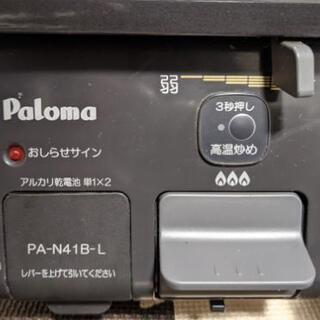 Paloma
3秒押し
高温炒め
おしらせサイン
アルカリ乾電池 単1×2
PA-N41B-L
レバーを上げて引いてください